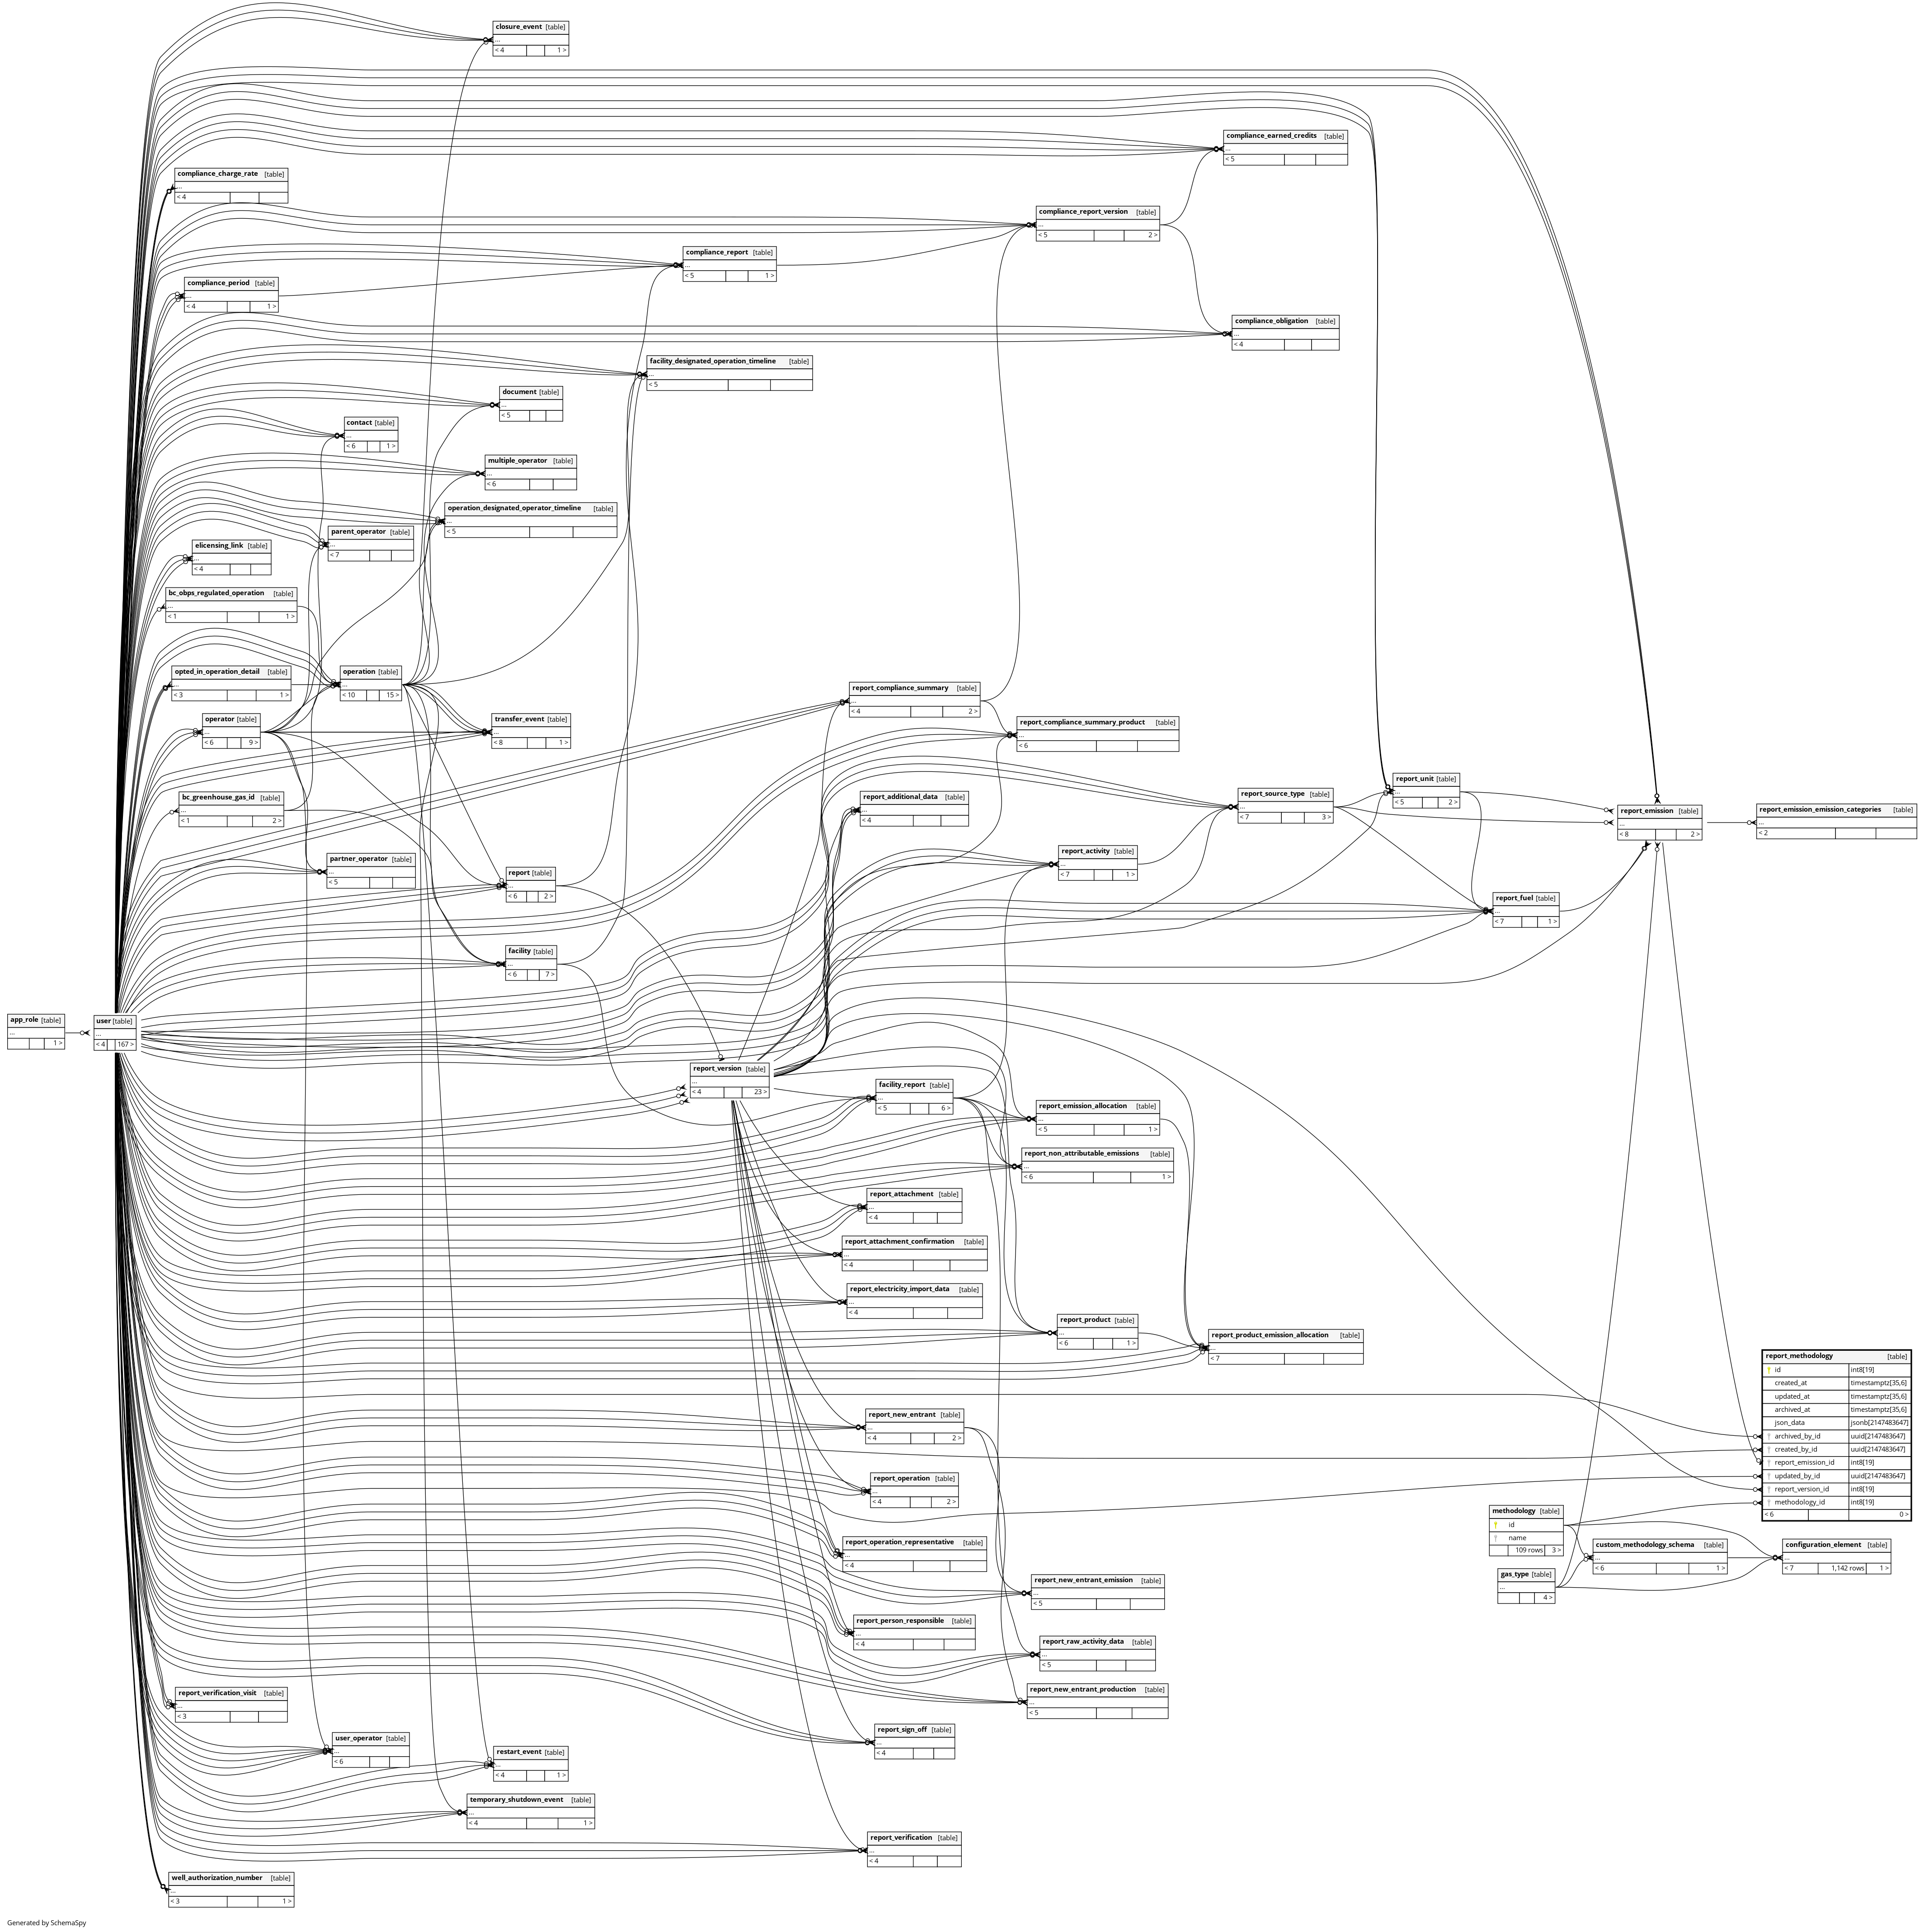 closure_event [table]
...
< 4 1 >
compliance_earned_credits [table]
...
< 5
compliance_charge_rate [table]
...
< 4
compliance_report_version [table]
...
< 5 2 >
compliance_report [table]
...
< 5 1 >
compliance_period [table]
...
< 4 1 >
compliance_obligation [table]
...
< 4
facility_designated_operation_timeline [table]
...
< 5
document [table]
...
< 5
contact [table]
...
< 6 1 >
multiple_operator [table]
...
< 6
operation_designated_operator_timeline [table]
...
< 5
parent_operator [table]
...
< 7
elicensing_link [table]
...
< 4
bc_obps_regulated_operation [table]
...
< 1 1 >
opted_in_operation_detail [table]
...
< 3 1 >
operation [table]
...
< 10 15 >
operator [table]
...
< 6 9 >
transfer_event [table]
...
< 8 1 >
report_compliance_summary [table]
...
< 4 2 >
report_compliance_summary_product [table]
...
< 6
bc_greenhouse_gas_id [table]
...
< 1 2 >
report_additional_data [table]
...
< 4
report_source_type [table]
...
< 7 3 >
report_unit [table]
...
< 5 2 >
report_emission [table]
...
< 8 2 >
report_emission_emission_categories [table]
...
< 2
partner_operator [table]
...
< 5
report [table]
...
< 6 2 >
report_activity [table]
...
< 7 1 >
report_fuel [table]
...
< 7 1 >
facility [table]
...
< 6 7 >
app_role [table]
...
1 >
user [table]
...
< 4 167 >
report_version [table]
...
< 4 23 >
facility_report [table]
...
< 5 6 >
report_emission_allocation [table]
...
< 5 1 >
report_non_attributable_emissions [table]
...
< 6 1 >
report_attachment [table]
...
< 4
report_attachment_confirmation [table]
...
< 4
report_electricity_import_data [table]
...
< 4
report_product [table]
...
< 6 1 >
report_product_emission_allocation [table]
...
< 7
report_methodology [table]
id int8[19]
created_at timestamptz[35,6]
updated_at timestamptz[35,6]
archived_at timestamptz[35,6]
json_data jsonb[2147483647]
archived_by_id uuid[2147483647]
created_by_id uuid[2147483647]
report_emission_id int8[19]
updated_by_id uuid[2147483647]
report_version_id int8[19]
methodology_id int8[19]
< 6 0 >
report_new_entrant [table]
...
< 4 2 >
report_operation [table]
...
< 4 2 >
methodology [table]
id
name
109 rows 3 >
report_operation_representative [table]
...
< 4
custom_methodology_schema [table]
...
< 6 1 >
configuration_element [table]
...
< 7 1,142 rows 1 >
gas_type [table]
...
4 >
report_new_entrant_emission [table]
...
< 5
report_person_responsible [table]
...
< 4
report_raw_activity_data [table]
...
< 5
report_verification_visit [table]
...
< 3
report_new_entrant_production [table]
...
< 5
report_sign_off [table]
...
< 4
user_operator [table]
...
< 6
restart_event [table]
...
< 4 1 >
temporary_shutdown_event [table]
...
< 4 1 >
report_verification [table]
...
< 4
well_authorization_number [table]
...
< 3 1 >
Generated by SchemaSpy